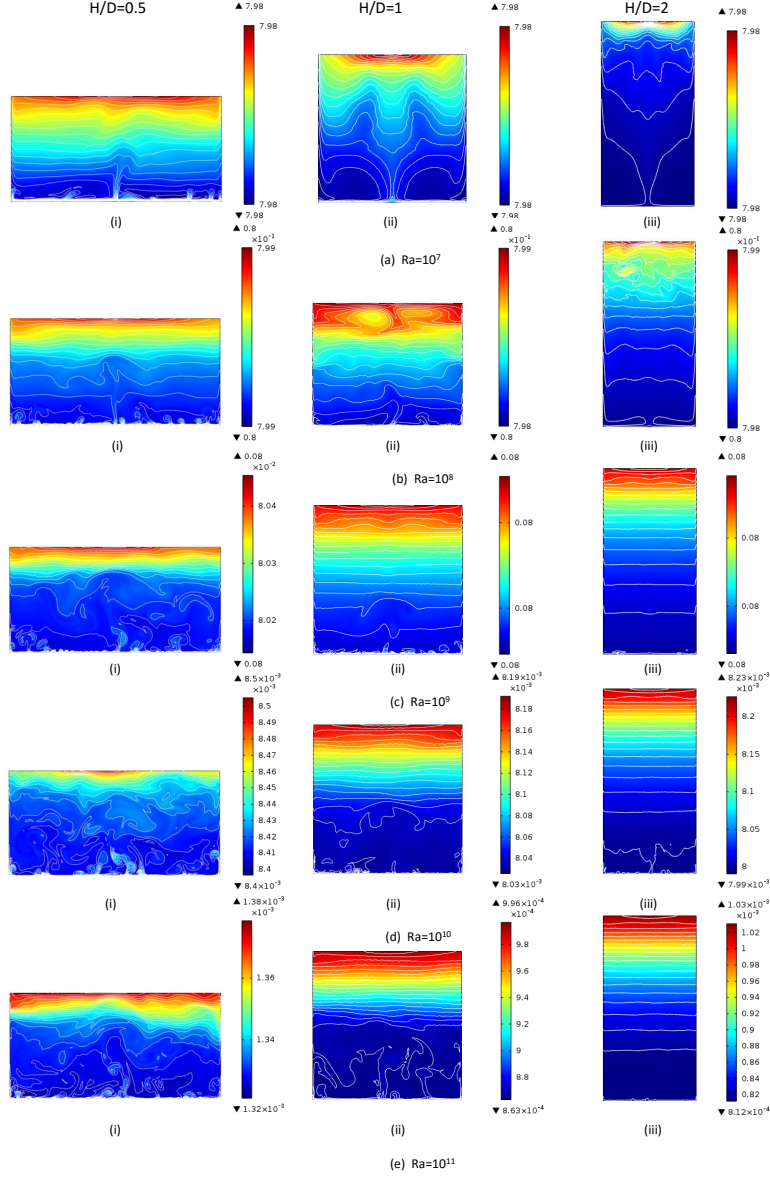 H/D=0.5 H/D=1 H/D=2
▲ 7.98 ▲ 7.98 ▲ 7.98
7.98 7.98 7.98
7.98 7.98 7.98
▼ 7.98 ▼ 7.98 ▼ 7.98
(i) (ii) (iii)
(a) Ra=10⁷
▲ 0.8 ▲ 0.8 ▲ 0.8
×10⁻¹ ×10⁻¹ ×10⁻¹
7.99 7.99 7.98
7.99 7.98 7.98
▼ 0.8 ▼ 0.8 ▼ 0.8
(i) (ii) (iii)
(b) Ra=10⁸
▲ 0.08 ▲ 0.08 ▲ 0.08
×10⁻²
8.04
8.03 0.08 0.08
8.02 0.08 0.08
▼ 0.08 ▼ 0.08 ▼ 0.08
(i) (ii) (iii)
(c) Ra=10⁹
▲ 8.5×10⁻³ ▲ 8.19×10⁻³ ▲ 8.23×10⁻³
×10⁻³ ×10⁻³ ×10⁻³
8.5 8.18 8.2
8.49 8.16
8.48 8.14 8.15
8.47 8.12
8.46 8.1 8.1
8.45 8.08
8.43 8.06 8.05
8.42
8.41 8.04
8.4 8
▼ 8.4×10⁻³ ▼ 8.03×10⁻³ ▼ 7.99×10⁻³
(i) (ii) (iii)
(d) Ra=10¹⁰
▲ 1.38×10⁻³ ▲ 9.96×10⁻⁴ ▲ 1.03×10⁻³
×10⁻³ ×10⁻⁴ ×10⁻³
1.36 9.8 1.02
1.34 9.6 1
9.4 0.98
9.2 0.96
9 0.94
8.8 0.92
0.9
0.88
0.86
0.84
0.82
▼ 1.32×10⁻³ ▼ 8.63×10⁻⁴ ▼ 8.12×10⁻⁴
(i) (ii) (iii)
(e) Ra=10¹¹